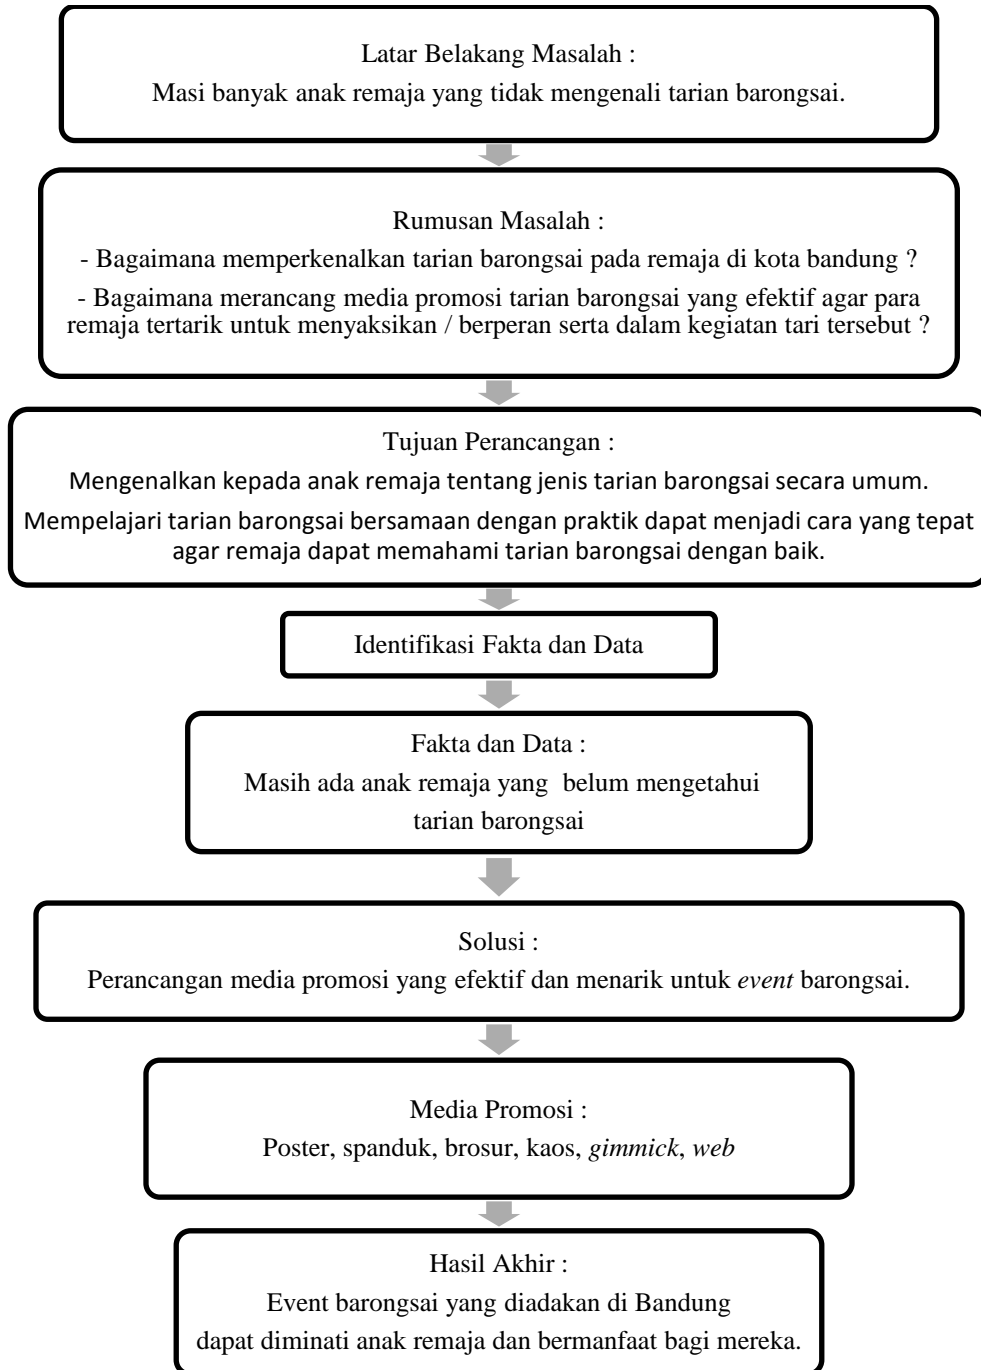 Latar Belakang Masalah :
Masi banyak anak remaja yang tidak mengenali tarian barongsai.
Rumusan Masalah :
- Bagaimana memperkenalkan tarian barongsai pada remaja di kota bandung ?
- Bagaimana merancang media promosi tarian barongsai yang efektif agar para
remaja tertarik untuk menyaksikan / berperan serta dalam kegiatan tari tersebut ?
Tujuan Perancangan :
Mengenalkan kepada anak remaja tentang jenis tarian barongsai secara umum.
Mempelajari tarian barongsai bersamaan dengan praktik dapat menjadi cara yang tepat
agar remaja dapat memahami tarian barongsai dengan baik.
Identifikasi Fakta dan Data
Fakta dan Data :
Masih ada anak remaja yang  belum mengetahui
tarian barongsai
Solusi :
Perancangan media promosi yang efektif dan menarik untuk event barongsai.
Media Promosi :
Poster, spanduk, brosur, kaos, gimmick, web
Hasil Akhir :
Event barongsai yang diadakan di Bandung
dapat diminati anak remaja dan bermanfaat bagi mereka.